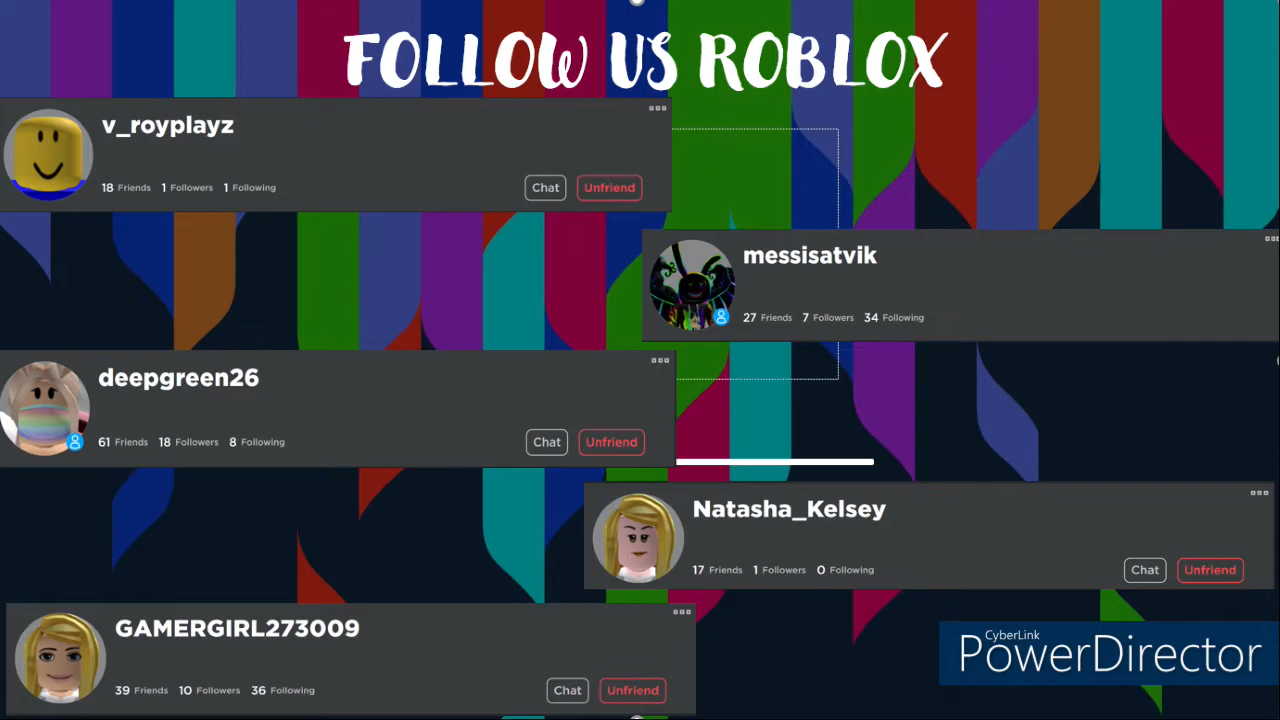 FOLLOW US ROBLOX
v_royplayz
18 Friends 1 Followers 1 Following
Chat Unfriend
messisatvik
27 Friends 7 Followers 34 Following
deepgreen26
61 Friends 18 Followers 8 Following
Chat Unfriend
Natasha_Kelsey
17 Friends 1 Followers 0 Following
Chat Unfriend
GAMERGIRL273009
39 Friends 10 Followers 36 Following
Chat Unfriend
CyberLink
PowerDirector